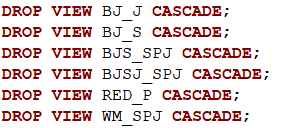 DROP VIEW BJ_J CASCADE;
DROP VIEW BJ_S CASCADE;
DROP VIEW BJS_SPJ CASCADE;
DROP VIEW BJSJ_SPJ CASCADE;
DROP VIEW RED_P CASCADE;
DROP VIEW WM_SPJ CASCADE;